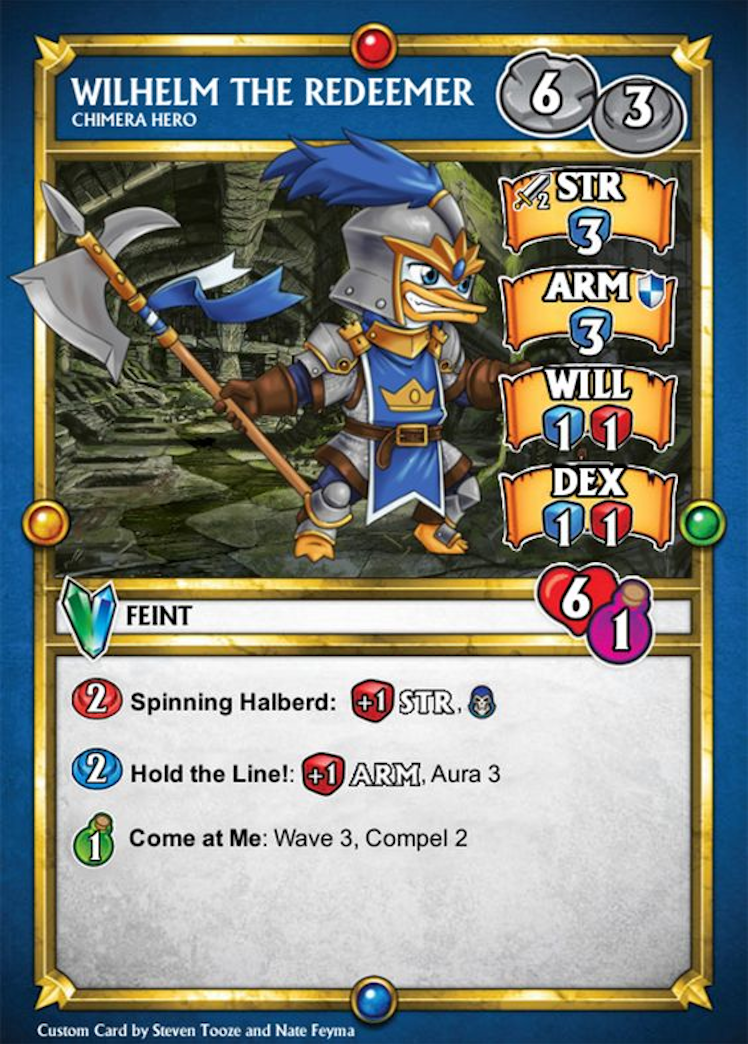 WILHELM THE REDEEMER
CHIMERA HERO
6 3
2 STR
3
ARM
3
WILL
1 1
DEX
1 1
FEINT
6 1
2 Spinning Halberd: +1 STR,
2 Hold the Line!: +1 ARM, Aura 3
1 Come at Me: Wave 3, Compel 2
Custom Card by Steven Tooze and Nate Feyma